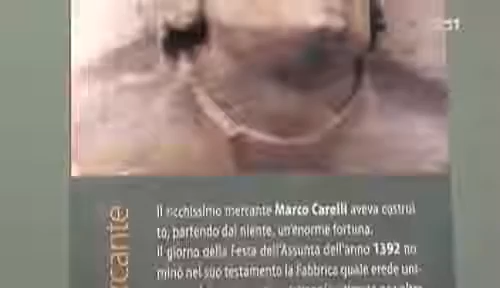 rcante
Il ricchissimo mercante Marco Carelli aveva costrui
to, partendo dal niente, un'enorme fortuna.
Il giorno della Festa dell'Assunta dell'anno 1392 no
minò nel suo testamento la Fabbrica quale erede uni-